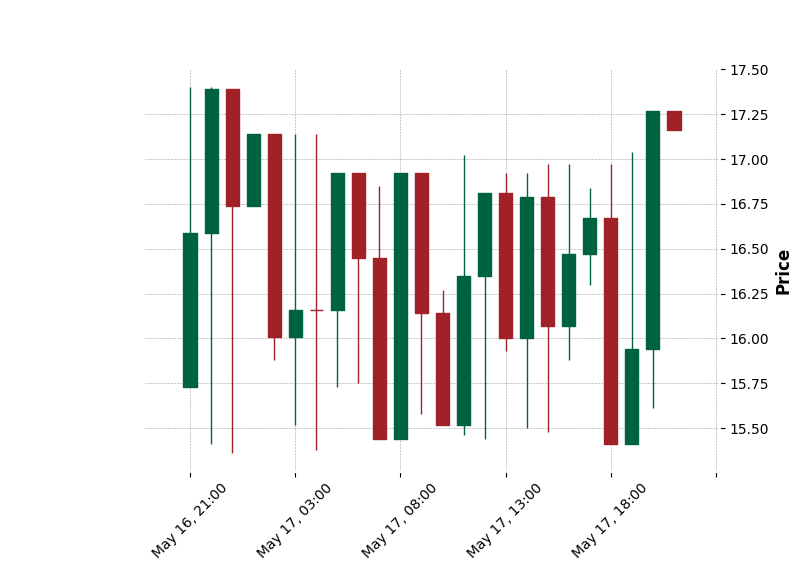 17.50
17.25
17.00
16.75
16.50
16.25
16.00
15.75
15.50
Price
May 16, 21:00
May 17, 03:00
May 17, 08:00
May 17, 13:00
May 17, 18:00